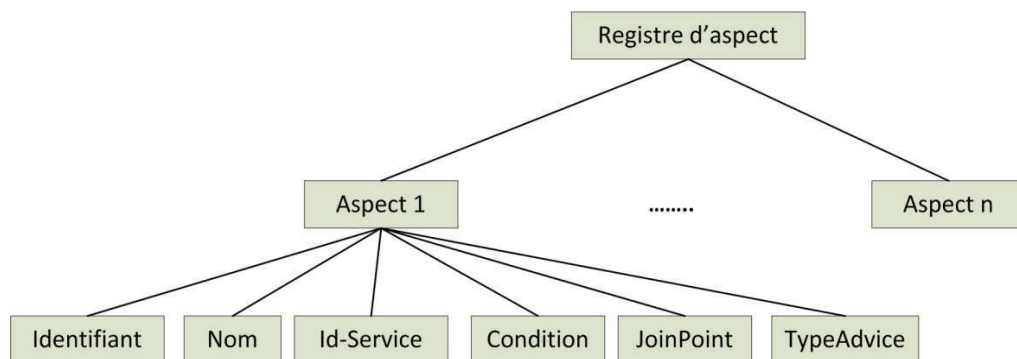 Registre d’aspect
Aspect 1
........
Aspect n
Identifiant
Nom
Id-Service
Condition
JoinPoint
TypeAdvice